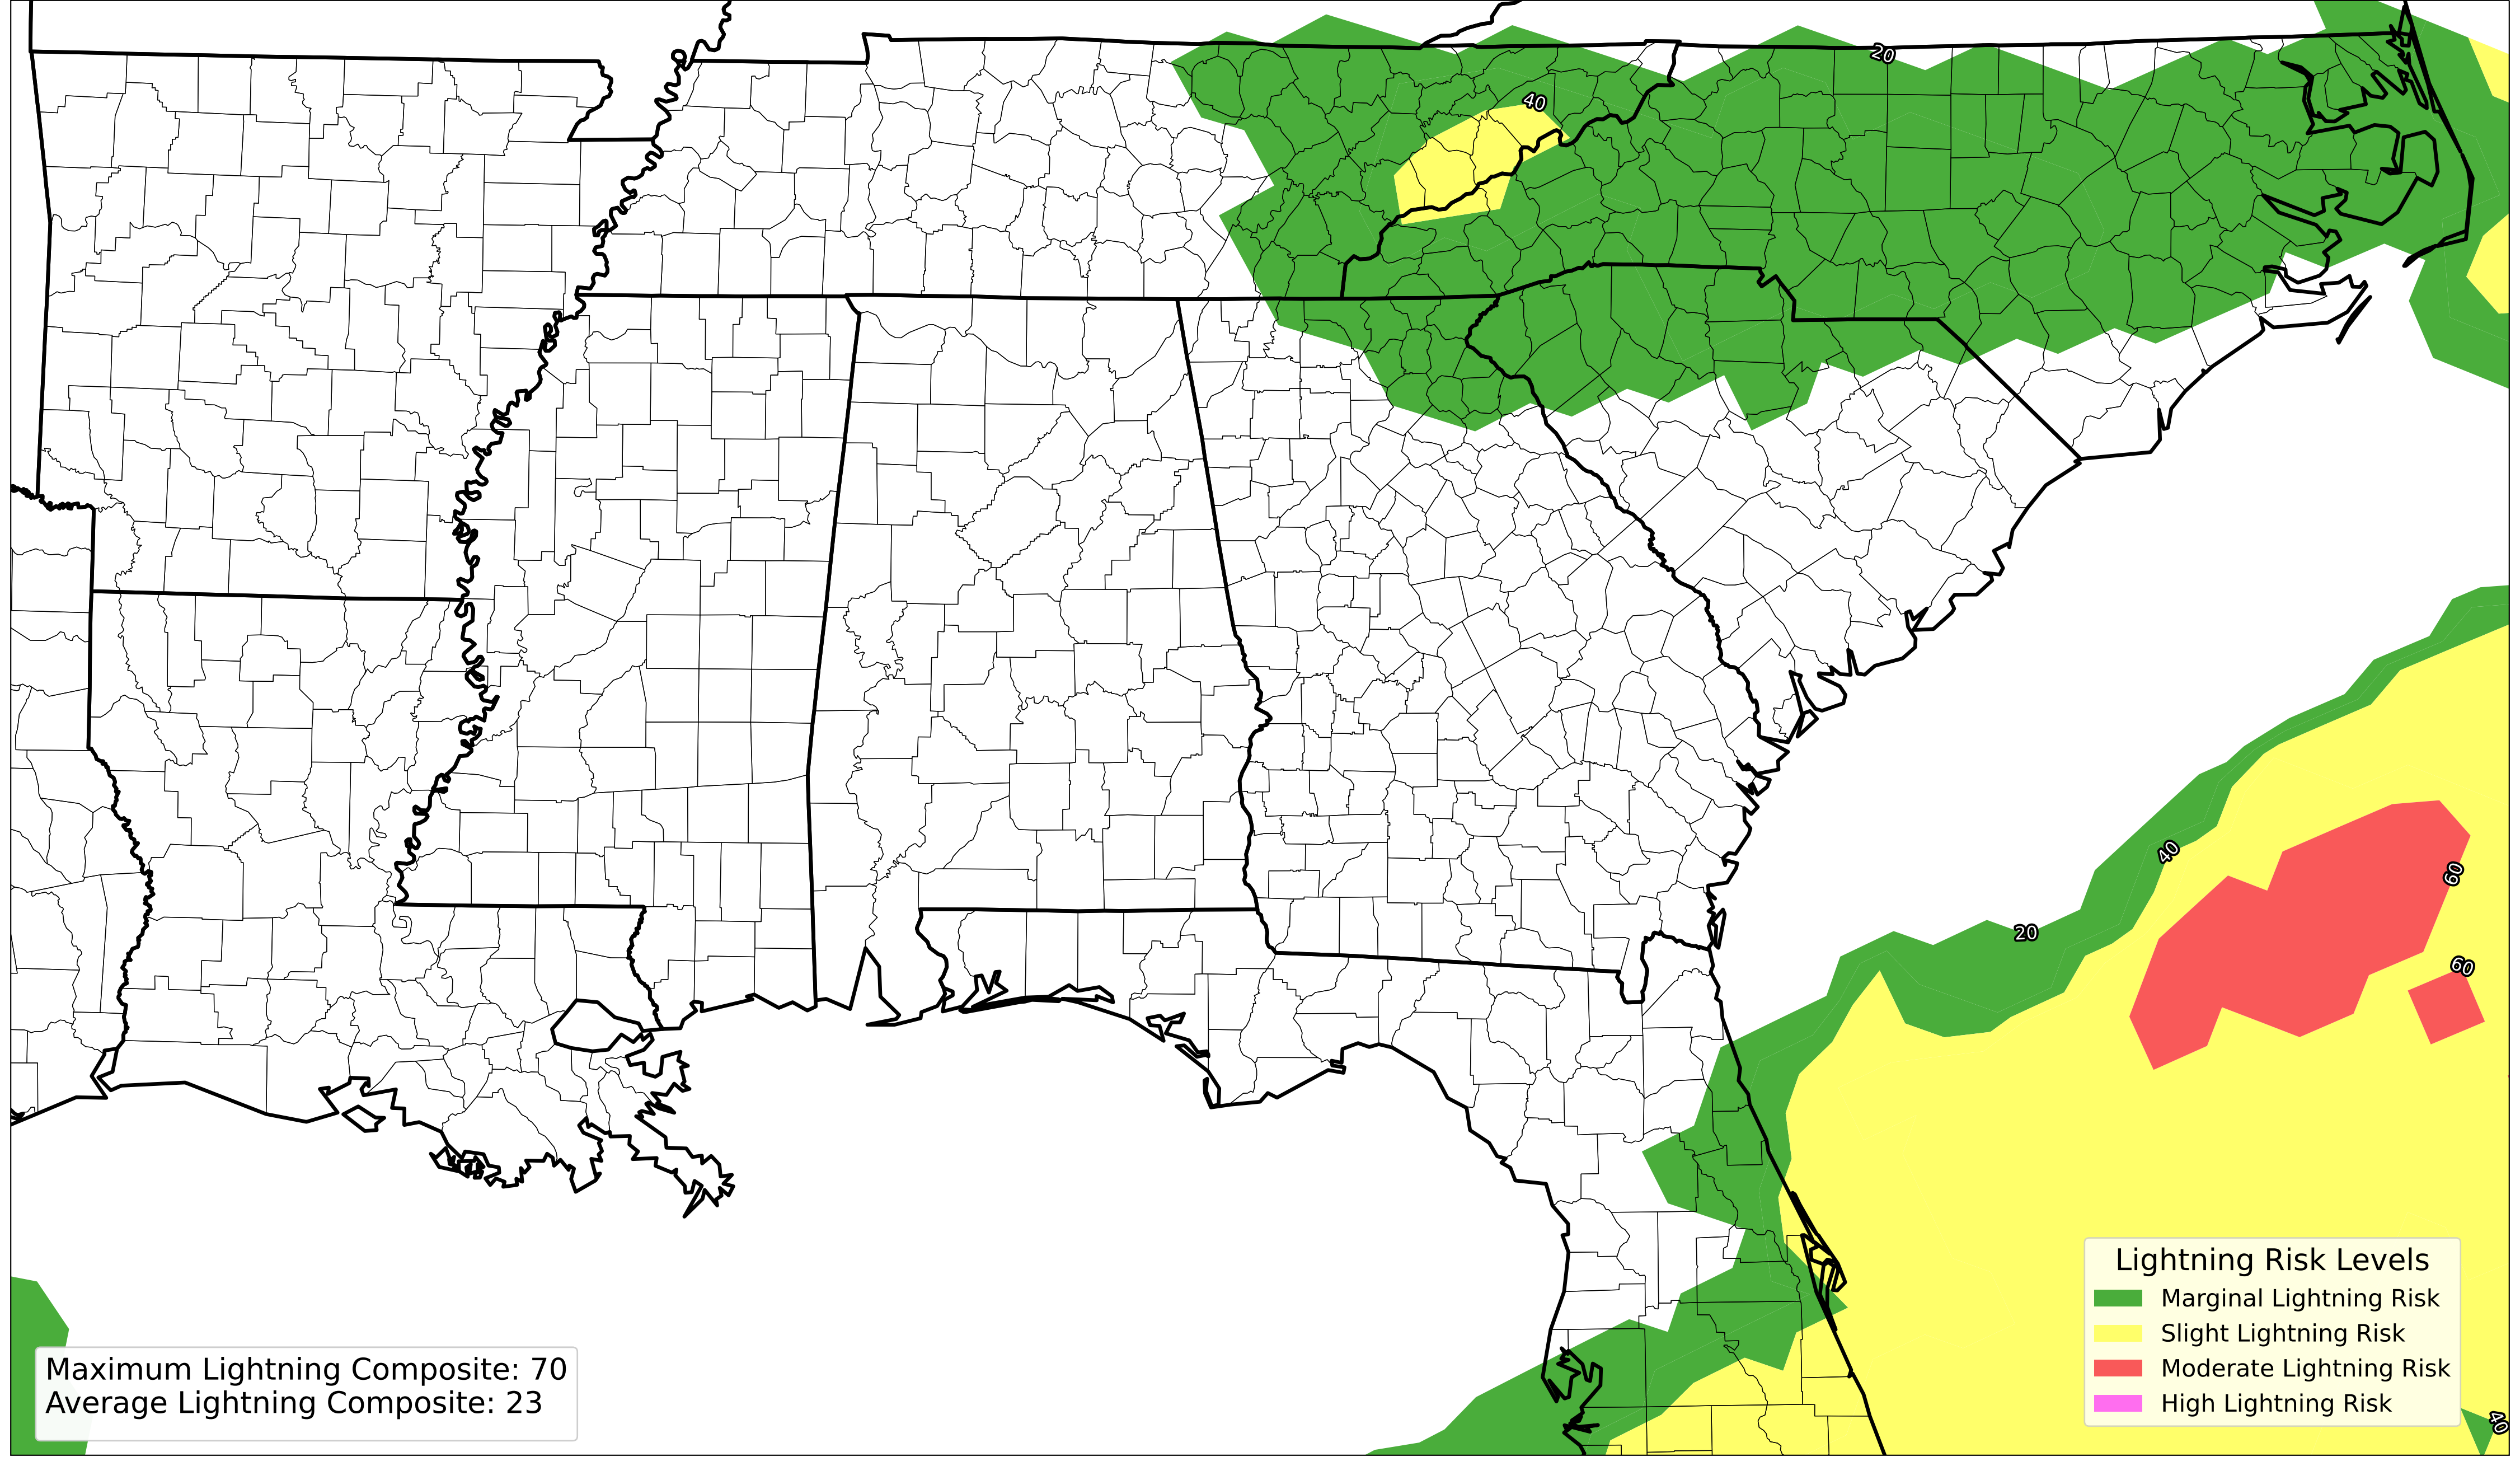 20
40
40
60
20
60
Lightning Risk Levels
Marginal Lightning Risk
Slight Lightning Risk
Moderate Lightning Risk
High Lightning Risk
Maximum Lightning Composite: 70
Average Lightning Composite: 23
40